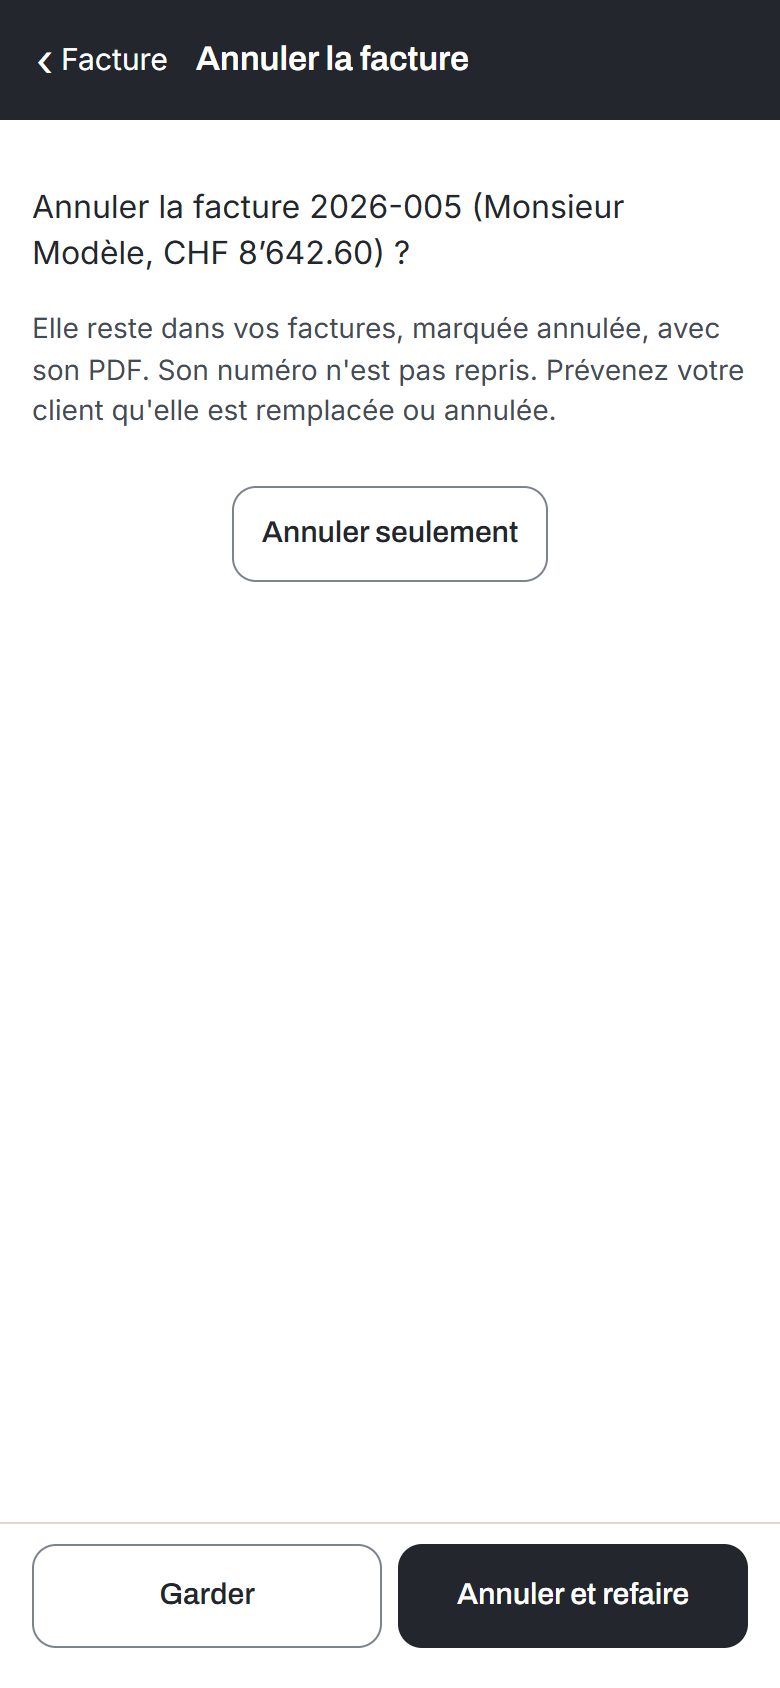 ‹ Facture Annuler la facture
Annuler la facture 2026-005 (Monsieur
Modèle, CHF 8’642.60) ?
Elle reste dans vos factures, marquée annulée, avec
son PDF. Son numéro n'est pas repris. Prévenez votre
client qu'elle est remplacée ou annulée.
Annuler seulement
Garder
Annuler et refaire